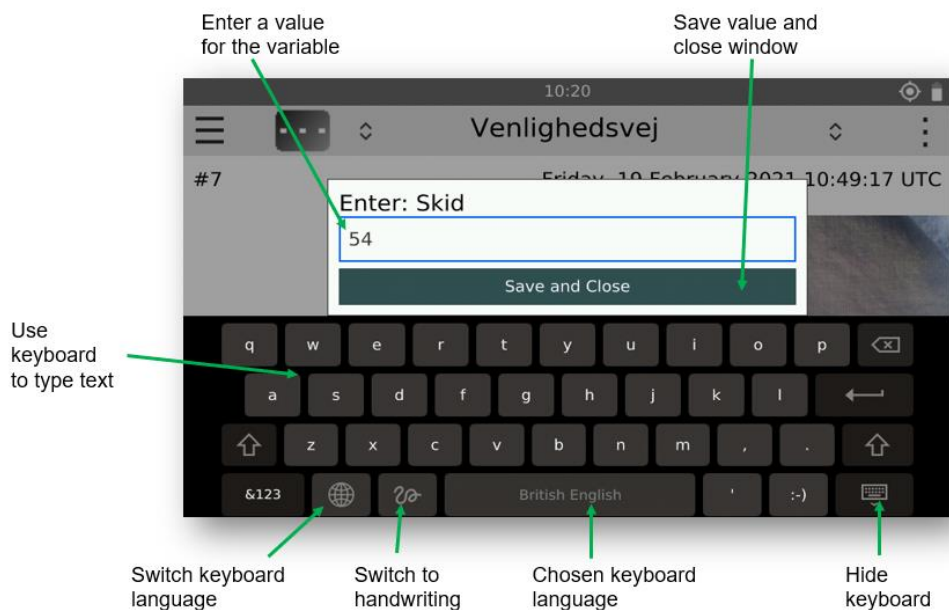 Enter a value
for the variable
Save value and
close window
10:20
- - -
Venlighedsvej
#7
Friday, 19 February 2021 10:49:17 UTC
Enter: Skid
54
Save and Close
Use
keyboard
to type text
q w e r t y u i o p
a s d f g h j k l
z x c v b n m , .
&123
British English
' :-)
Switch keyboard
language
Switch to
handwriting
Chosen keyboard
language
Hide
keyboard